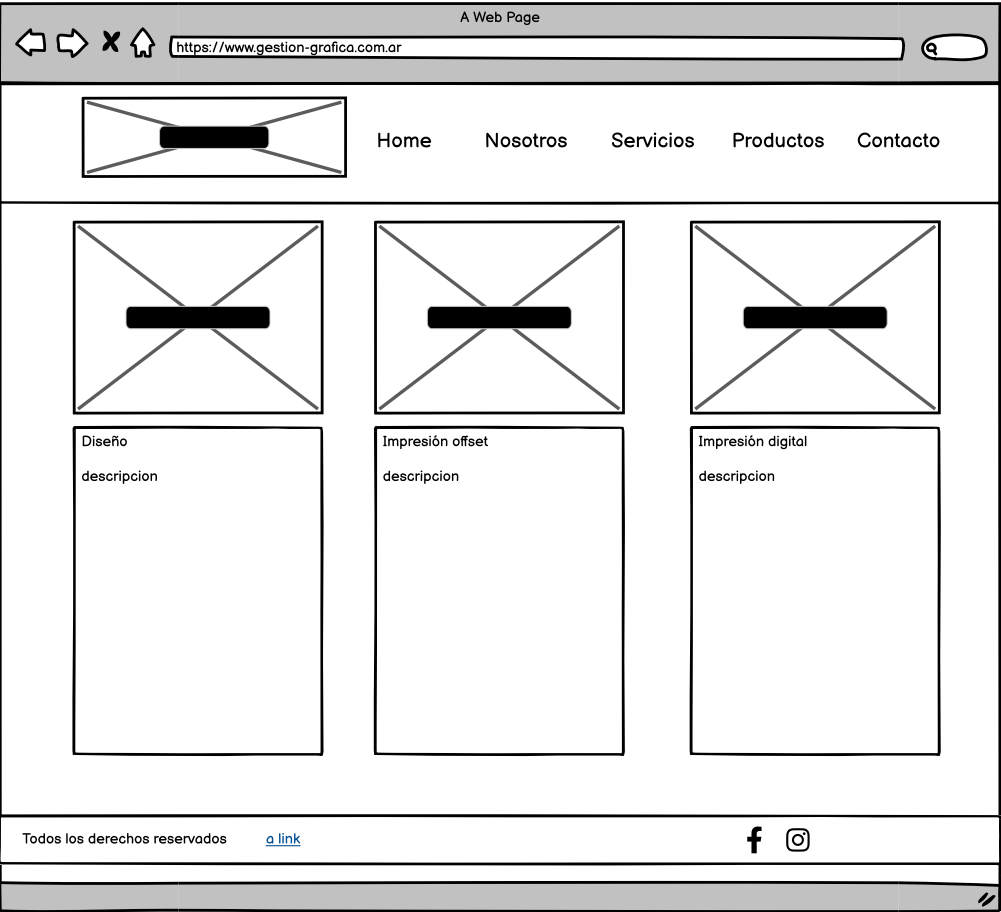 A Web Page
https://www.gestion-grafica.com.ar
Home Nosotros Servicios Productos Contacto
Diseño
descripcion
Impresión offset
descripcion
Impresión digital
descripcion
Todos los derechos reservados a link